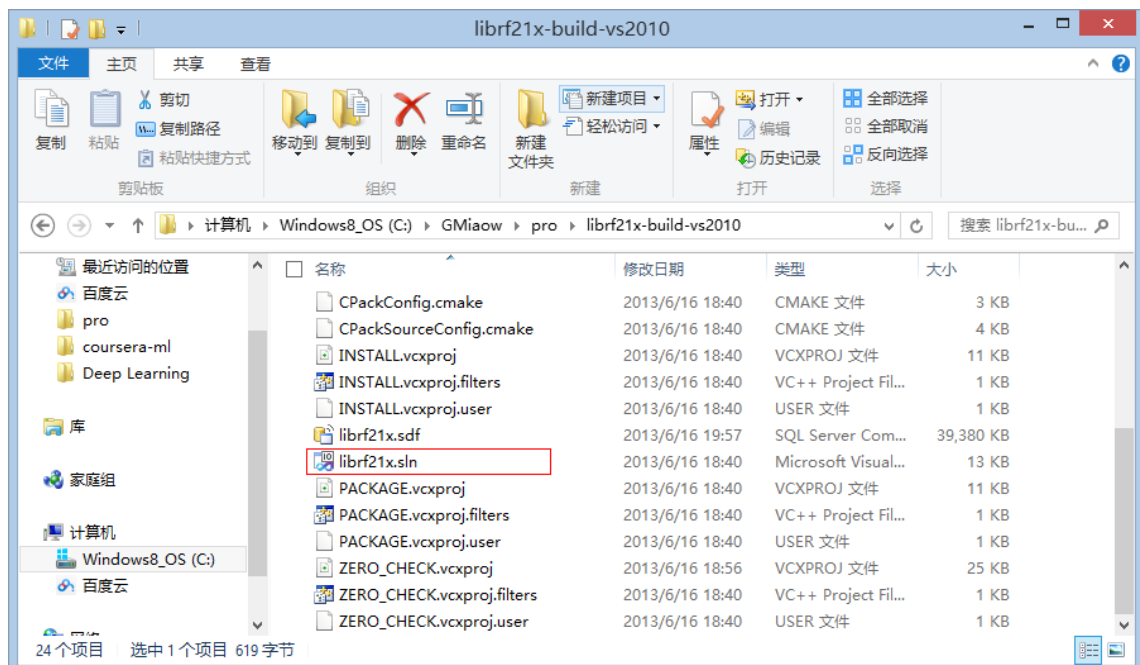 librf21x-build-vs2010
文件 主页 共享 查看
复制 粘贴 剪切 复制路径 粘贴快捷方式
剪贴板
移动到 复制到 删除 重命名
组织
新建文件夹 新建项目 轻松访问
新建
属性 打开 编辑 历史记录
打开
全部选择 全部取消 反向选择
选择
计算机 Windows8_OS (C:) GMiaow pro librf21x-build-vs2010
搜索 librf21x-bu...
最近访问的位置
百度云
pro
coursera-ml
Deep Learning
库
家庭组
计算机
Windows8_OS (C:)
百度云
名称 修改日期 类型 大小
CPackConfig.cmake 2013/6/16 18:40 CMAKE 文件 3 KB
CPackSourceConfig.cmake 2013/6/16 18:40 CMAKE 文件 4 KB
INSTALL.vcxproj 2013/6/16 18:40 VCXPROJ 文件 11 KB
INSTALL.vcxproj.filters 2013/6/16 18:40 VC++ Project Fil... 1 KB
INSTALL.vcxproj.user 2013/6/16 18:40 USER 文件 1 KB
librf21x.sdf 2013/6/16 19:57 SQL Server Com... 39,380 KB
librf21x.sln 2013/6/16 18:40 Microsoft Visual... 13 KB
PACKAGE.vcxproj 2013/6/16 18:40 VCXPROJ 文件 11 KB
PACKAGE.vcxproj.filters 2013/6/16 18:40 VC++ Project Fil... 1 KB
PACKAGE.vcxproj.user 2013/6/16 18:40 USER 文件 1 KB
ZERO_CHECK.vcxproj 2013/6/16 18:56 VCXPROJ 文件 25 KB
ZERO_CHECK.vcxproj.filters 2013/6/16 18:40 VC++ Project Fil... 1 KB
ZERO_CHECK.vcxproj.user 2013/6/16 18:40 USER 文件 1 KB
24 个项目 选中 1 个项目 619 字节